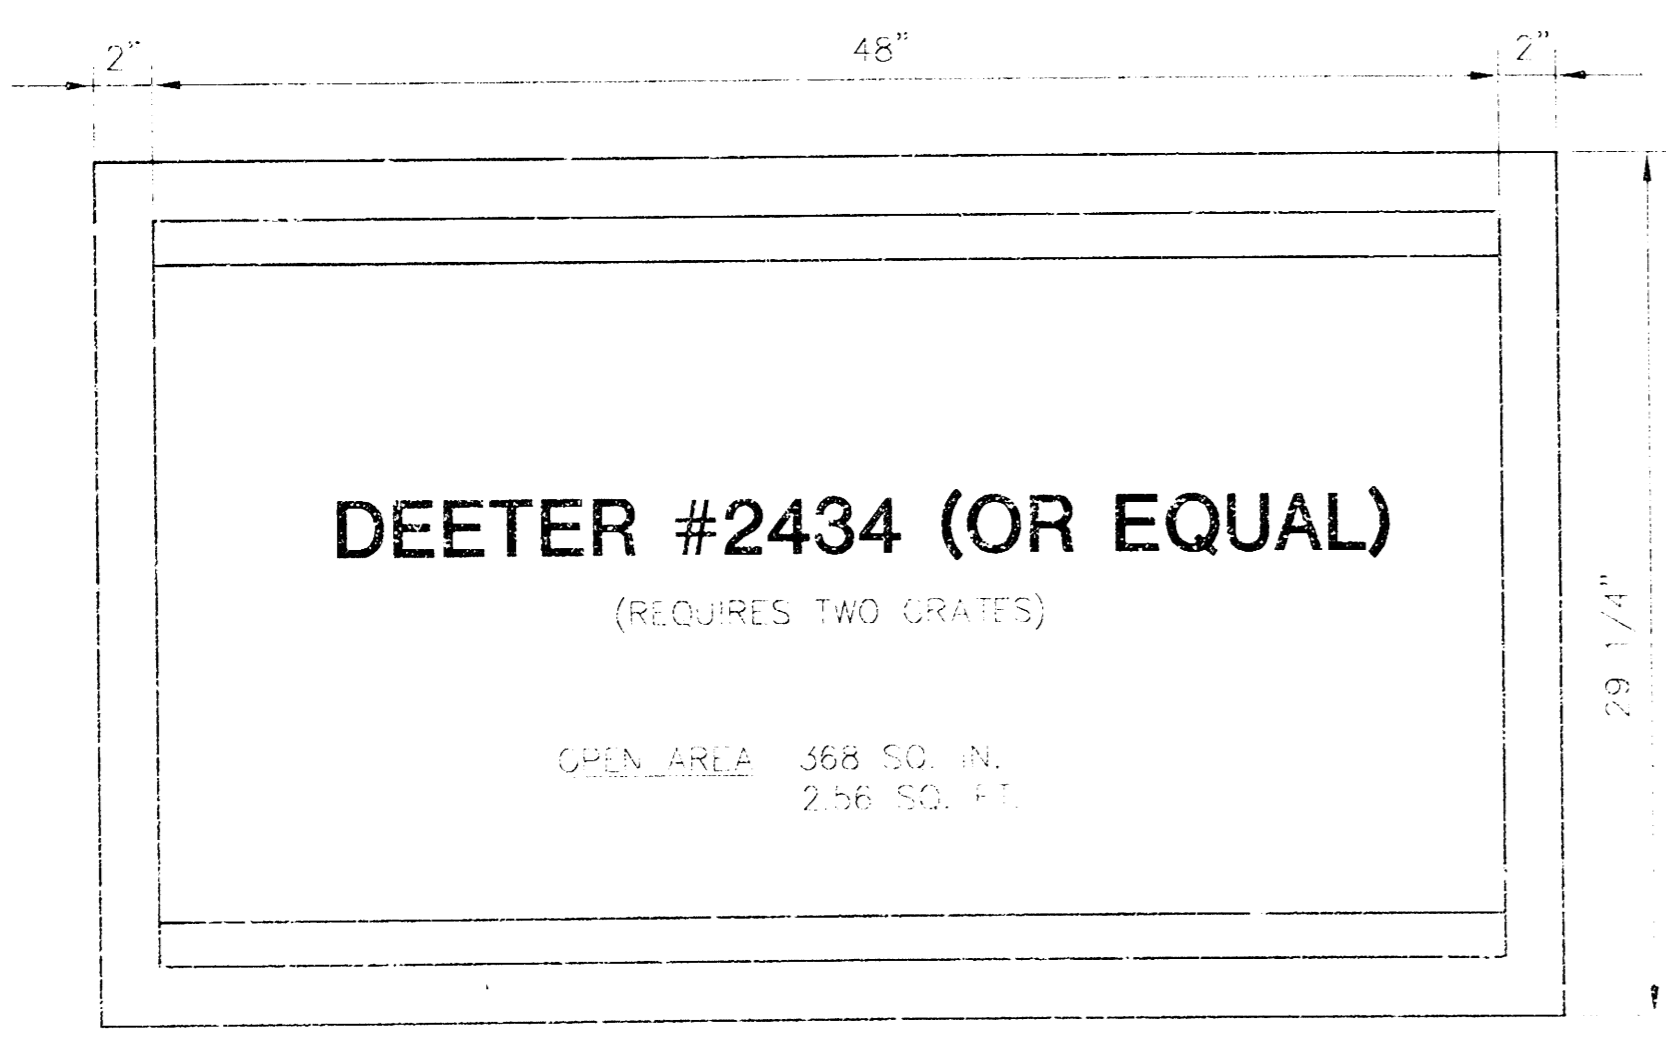 2" 48" 2"
DEETER #2434 (OR EQUAL)
(REQUIRES TWO GRATES)
29 1/4"
OPEN AREA 368 SQ. IN.
2.56 SQ. FT.